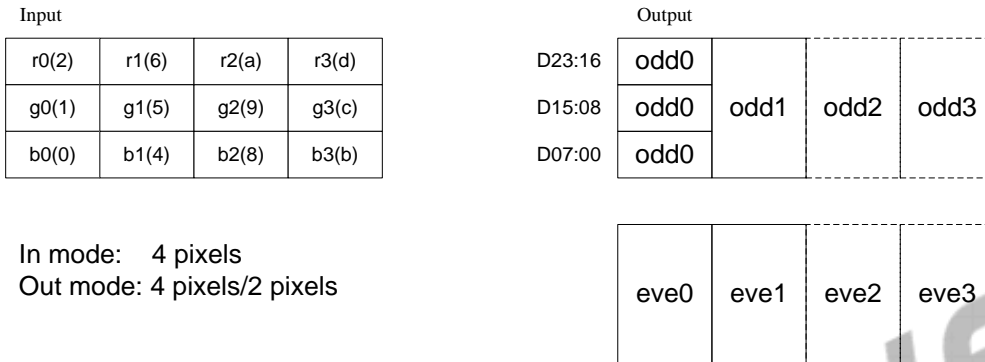 Input
r0(2) r1(6) r2(a) r3(d)
g0(1) g1(5) g2(9) g3(c)
b0(0) b1(4) b2(8) b3(b)
In mode: 4 pixels
Out mode: 4 pixels/2 pixels
Output
D23:16 odd0
D15:08 odd0 odd1 odd2 odd3
D07:00 odd0
eve0 eve1 eve2 eve3